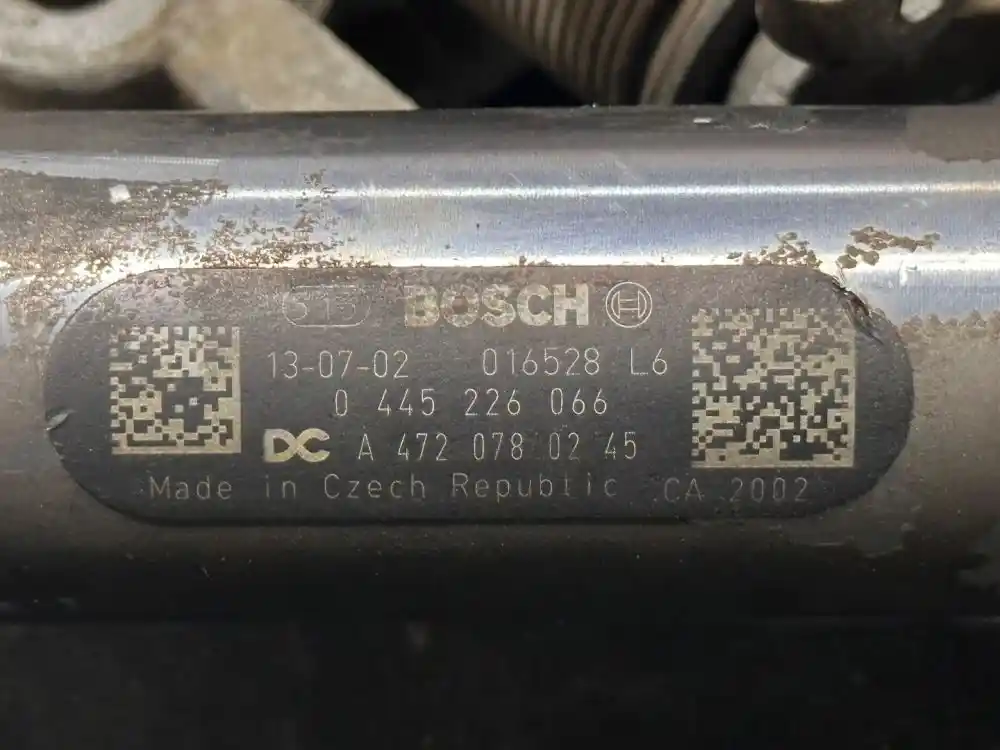 BOSCH
13-07-02 016528 L6
0 445 226 066
DC A 472 078 02 45
Made in Czech Republic CA 2002